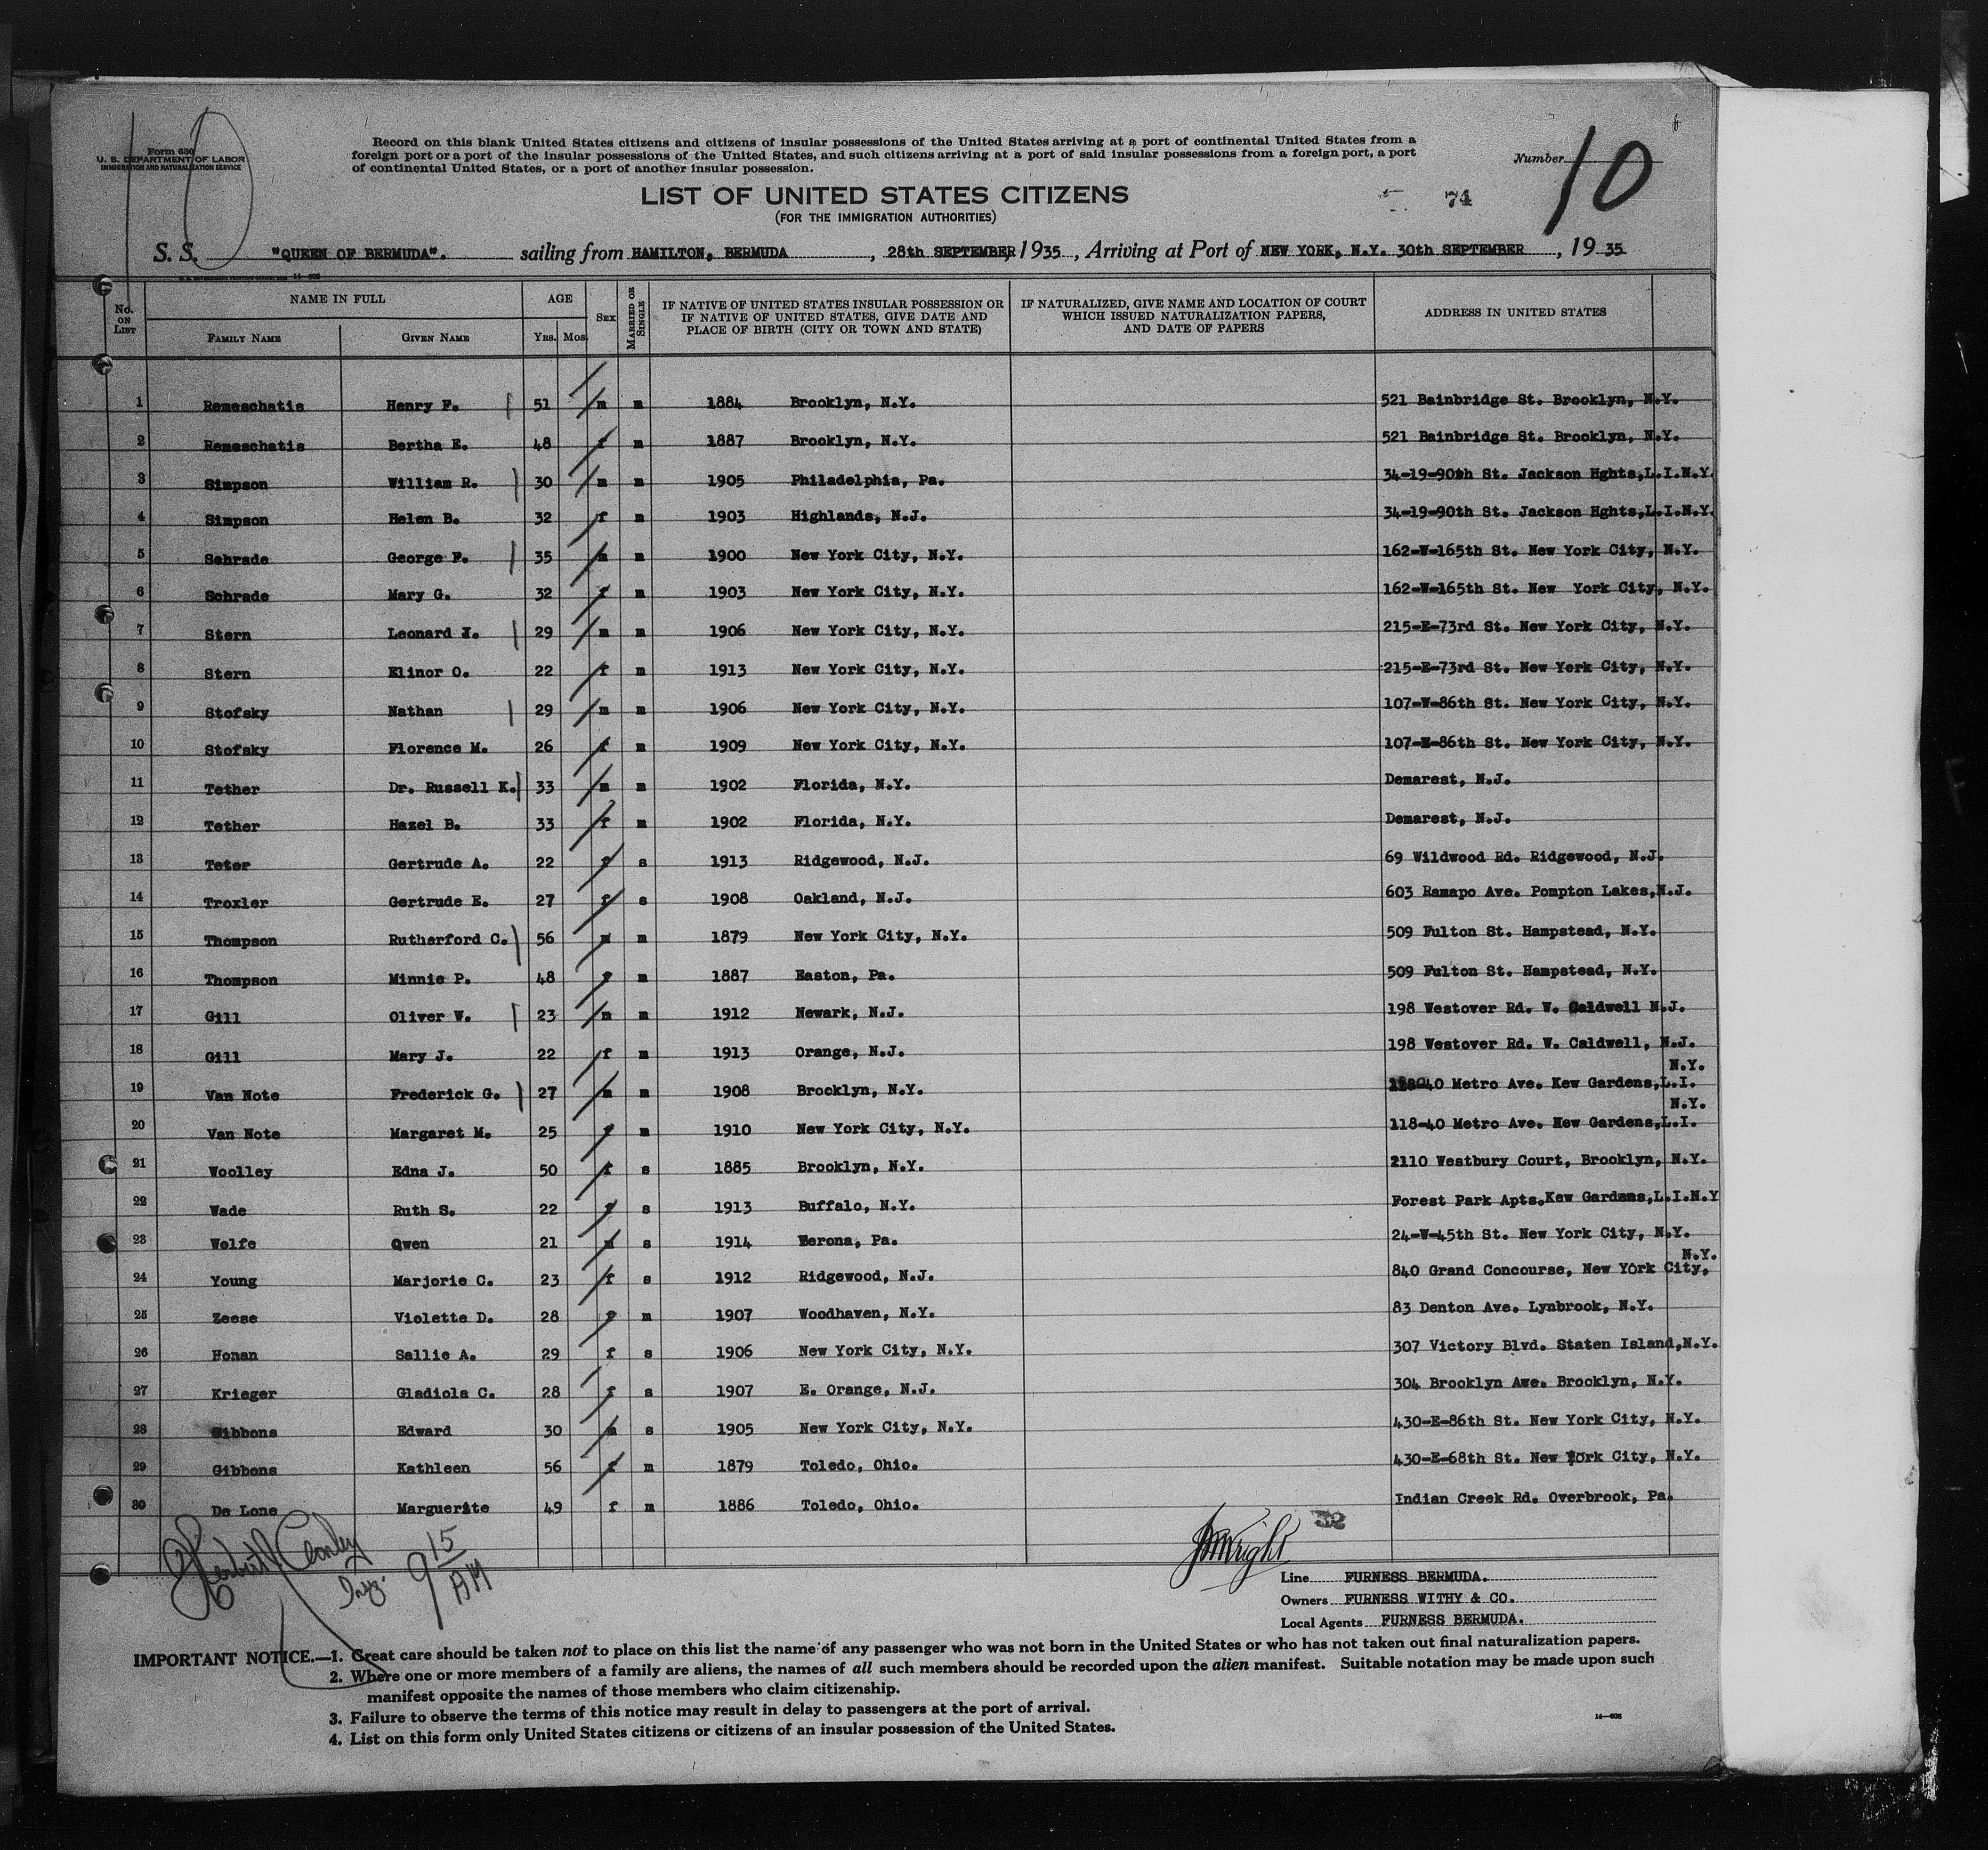 10
Form 630
U. S. DEPARTMENT OF LABOR
IMMIGRATION AND NATURALIZATION SERVICE
Record on this blank United States citizens and citizens of insular possessions of the United States arriving at a port of continental United States from a
foreign port or a port of the insular possessions of the United States, and such citizens arriving at a port of said insular possessions from a foreign port, a port
of continental United States, or a port of another insular possession.
Number 10
LIST OF UNITED STATES CITIZENS
(FOR THE IMMIGRATION AUTHORITIES)
74
S. S. "QUEEN OF BERMUDA". sailing from HAMILTON, BERMUDA, 28th SEPTEMBER, 1935, Arriving at Port of NEW YORK, N.Y. 30th SEPTEMBER, 19 35
No. ON LIST NAME IN FULL AGE SEX MARRIED OR SINGLE IF NATIVE OF UNITED STATES INSULAR POSSESSION OR IF NATIVE OF UNITED STATES, GIVE DATE AND PLACE OF BIRTH (CITY OR TOWN AND STATE) IF NATURALIZED, GIVE NAME AND LOCATION OF COURT WHICH ISSUED NATURALIZATION PAPERS, AND DATE OF PAPERS ADDRESS IN UNITED STATES
FAMILY NAME GIVEN NAME YRS. MOS.
1 Remeschatis Henry F. 51 m m 1884 Brooklyn, N.Y. 521 Bainbridge St. Brooklyn, N.Y.
2 Remeschatis Bertha E. 48 f m 1887 Brooklyn, N.Y. 521 Bainbridge St. Brooklyn, N.Y.
3 Simpson William R. 30 m m 1905 Philadelphia, Pa. 34-19-90th St. Jackson Hghts,L.I.N.Y.
4 Simpson Helen B. 32 f m 1903 Highlands, N.J. 34-19-90th St. Jackson Hghts,L.I.N.Y.
5 Schrade George P. 35 m m 1900 New York City, N.Y. 162-W-165th St. New York City, N.Y.
6 Schrade Mary G. 32 f m 1903 New York City, N.Y. 162-W-165th St. New York City, N.Y.
7 Stern Leonard I. 29 m m 1906 New York City, N.Y. 215-E-73rd St. New York City, N.Y.
8 Stern Elinor O. 22 f m 1913 New York City, N.Y. 215-E-73rd St. New York City, N.Y.
9 Stofsky Nathan 29 m m 1906 New York City, N.Y. 107-W-86th St. New York City, N.Y.
10 Stofsky Florence M. 26 f m 1909 New York City, N.Y. 107-W-86th St. New York City, N.Y.
11 Tether Dr. Russell K. 33 m m 1902 Florida, N.Y. Demarest, N.J.
12 Tether Hazel B. 33 f m 1902 Florida, N.Y. Demarest, N.J.
13 Teter Gertrude A. 22 f s 1913 Ridgewood, N.J. 69 Wildwood Rd. Ridgewood, N.J.
14 Troxler Gertrude E. 27 f s 1908 Oakland, N.J. 603 Ramapo Ave. Pompton Lakes,N.J.
15 Thompson Rutherford C. 56 m m 1879 New York City, N.Y. 509 Fulton St. Hampstead, N.Y.
16 Thompson Minnie P. 48 f m 1887 Easton, Pa. 509 Fulton St. Hampstead, N.Y.
17 Gill Oliver W. 23 m m 1912 Newark, N.J. 198 Westover Rd. W. Caldwell N.J.
18 Gill Mary J. 22 f m 1913 Orange, N.J. 198 Westover Rd. W. Caldwell, N.J.
N.Y.
19 Van Note Frederick G. 27 m m 1908 Brooklyn, N.Y. 118-40 Metro Ave. Kew Gardens,L.I.
N.Y.
20 Van Note Margaret M. 25 f m 1910 New York City, N.Y. 118-40 Metro Ave. Kew Gardens,L.I.
21 Woolley Edna J. 50 f s 1885 Brooklyn, N.Y. 2110 Westbury Court, Brooklyn, N.Y.
22 Wade Ruth S. 22 f s 1913 Buffalo, N.Y. Forest Park Apts.Kew Gardens,L.I.N.Y
23 Wolfe Qwen 21 m s 1914 Verona, Pa. 24-W-45th St. New York City, N.Y.
N.Y.
24 Young Marjorie C. 23 f s 1912 Ridgewood, N.J. 840 Grand Concourse, New York City,
25 Zeese Violette D. 28 f m 1907 Woodhaven, N.Y. 83 Denton Ave. Lynbrook, N.Y.
26 Honan Sallie A. 29 f s 1906 New York City, N.Y. 307 Victory Blvd. Staten Island,N.Y.
27 Krieger Gladiola C. 28 f s 1907 E. Orange, N.J. 304 Brooklyn Ave. Brooklyn, N.Y.
28 Gibbons Edward 30 m s 1905 New York City, N.Y. 430-E-86th St. New York City, N.Y.
29 Gibbons Kathleen 56 f m 1879 Toledo, Ohio. 430-E-68th St. New York City, N.Y.
30 De Lone Marguerite 49 f m 1886 Toledo, Ohio. Indian Creek Rd. Overbrook, Pa.
32
9 15 AM
Line FURNESS BERMUDA.
Owners FURNESS WITHY & CO.
Local Agents FURNESS BERMUDA.
IMPORTANT NOTICE.—1. Great care should be taken not to place on this list the name of any passenger who was not born in the United States or who has not taken out final naturalization papers.
2. Where one or more members of a family are aliens, the names of all such members should be recorded upon the alien manifest. Suitable notation may be made upon such
manifest opposite the names of those members who claim citizenship.
3. Failure to observe the terms of this notice may result in delay to passengers at the port of arrival.
4. List on this form only United States citizens or citizens of an insular possession of the United States.
14—608